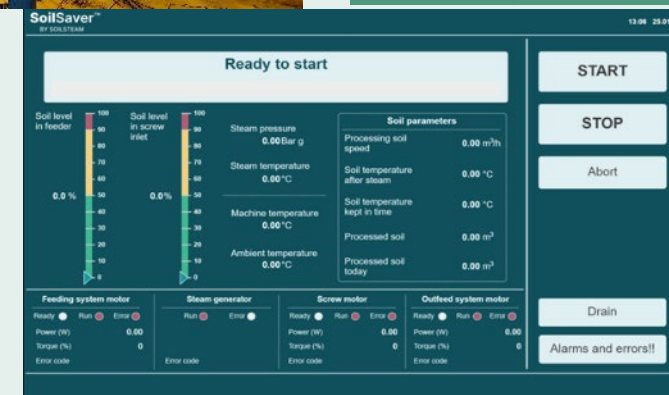 SoilSaver™
BY SOILSTEAM
13:06 25.01
Ready to start
START
STOP
Abort
Drain
Alarms and errors!!
Soil level in feeder
100
90
80
70
60
50
40
30
20
10
0
0.0 %
Soil level in screw inlet
100
90
80
70
60
50
40
30
20
10
0
0.0%
Steam pressure
0.00 Bar g
Steam temperature
0.00 °C
Machine temperature
0.00 °C
Ambient temperature
0.00 °C
Soil parameters
Processing soil speed 0.00 m³/h
Soil temperature after steam 0.00 °C
Soil temperature kept in time 0.00 °C
Processed soil 0.00 m³
Processed soil today 0.00 m³
Feeding system motor
Ready Run Error
Power (W) 0.00
Torque (%) 0
Error code
Steam generator
Run Error
Error code
Screw motor
Ready Run Error
Power (W) 0.00
Torque (%) 0
Error code
Outfeed system motor
Ready Run Error
Power (W) 0.00
Torque (%) 0
Error code